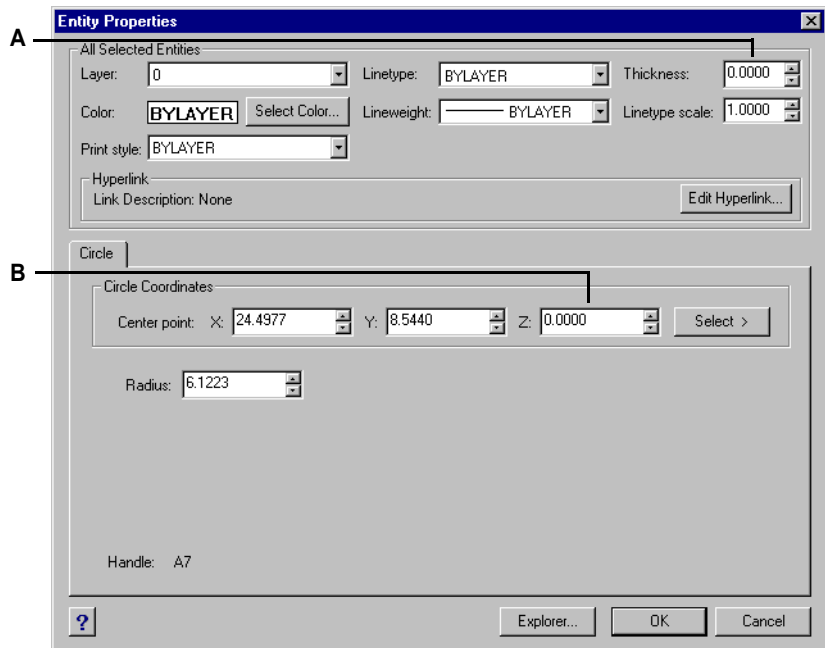 Entity Properties
A
All Selected Entities
Layer: 0 Linetype: BYLAYER Thickness: 0.0000
Color: BYLAYER Select Color... Lineweight: BYLAYER Linetype scale: 1.0000
Print style: BYLAYER
Hyperlink
Link Description: None Edit Hyperlink...
Circle
B
Circle Coordinates
Center point: X: 24.4977 Y: 8.5440 Z: 0.0000 Select >
Radius: 6.1223
Handle: A7
? Explorer... OK Cancel